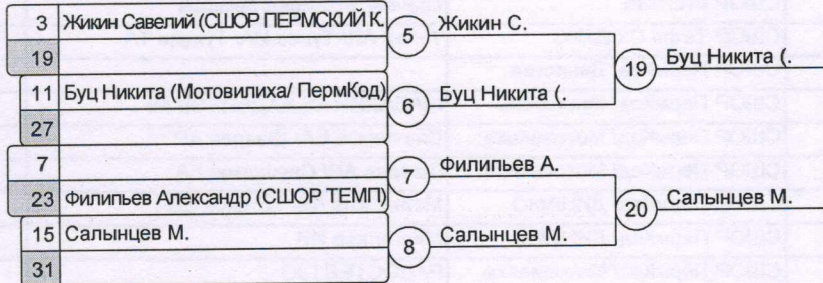 3 Жикин Савелий (СШОР ПЕРМСКИЙ К.
19
5 Жикин С.
11 Буц Никита (Мотовилиха/ ПермКод)
27
6 Буц Никита (.
19 Буц Никита (.
7
23 Филипьев Александр (СШОР ТЕМП)
7 Филипьев А.
15 Салынцев М.
31
8 Салынцев М.
20 Салынцев М.